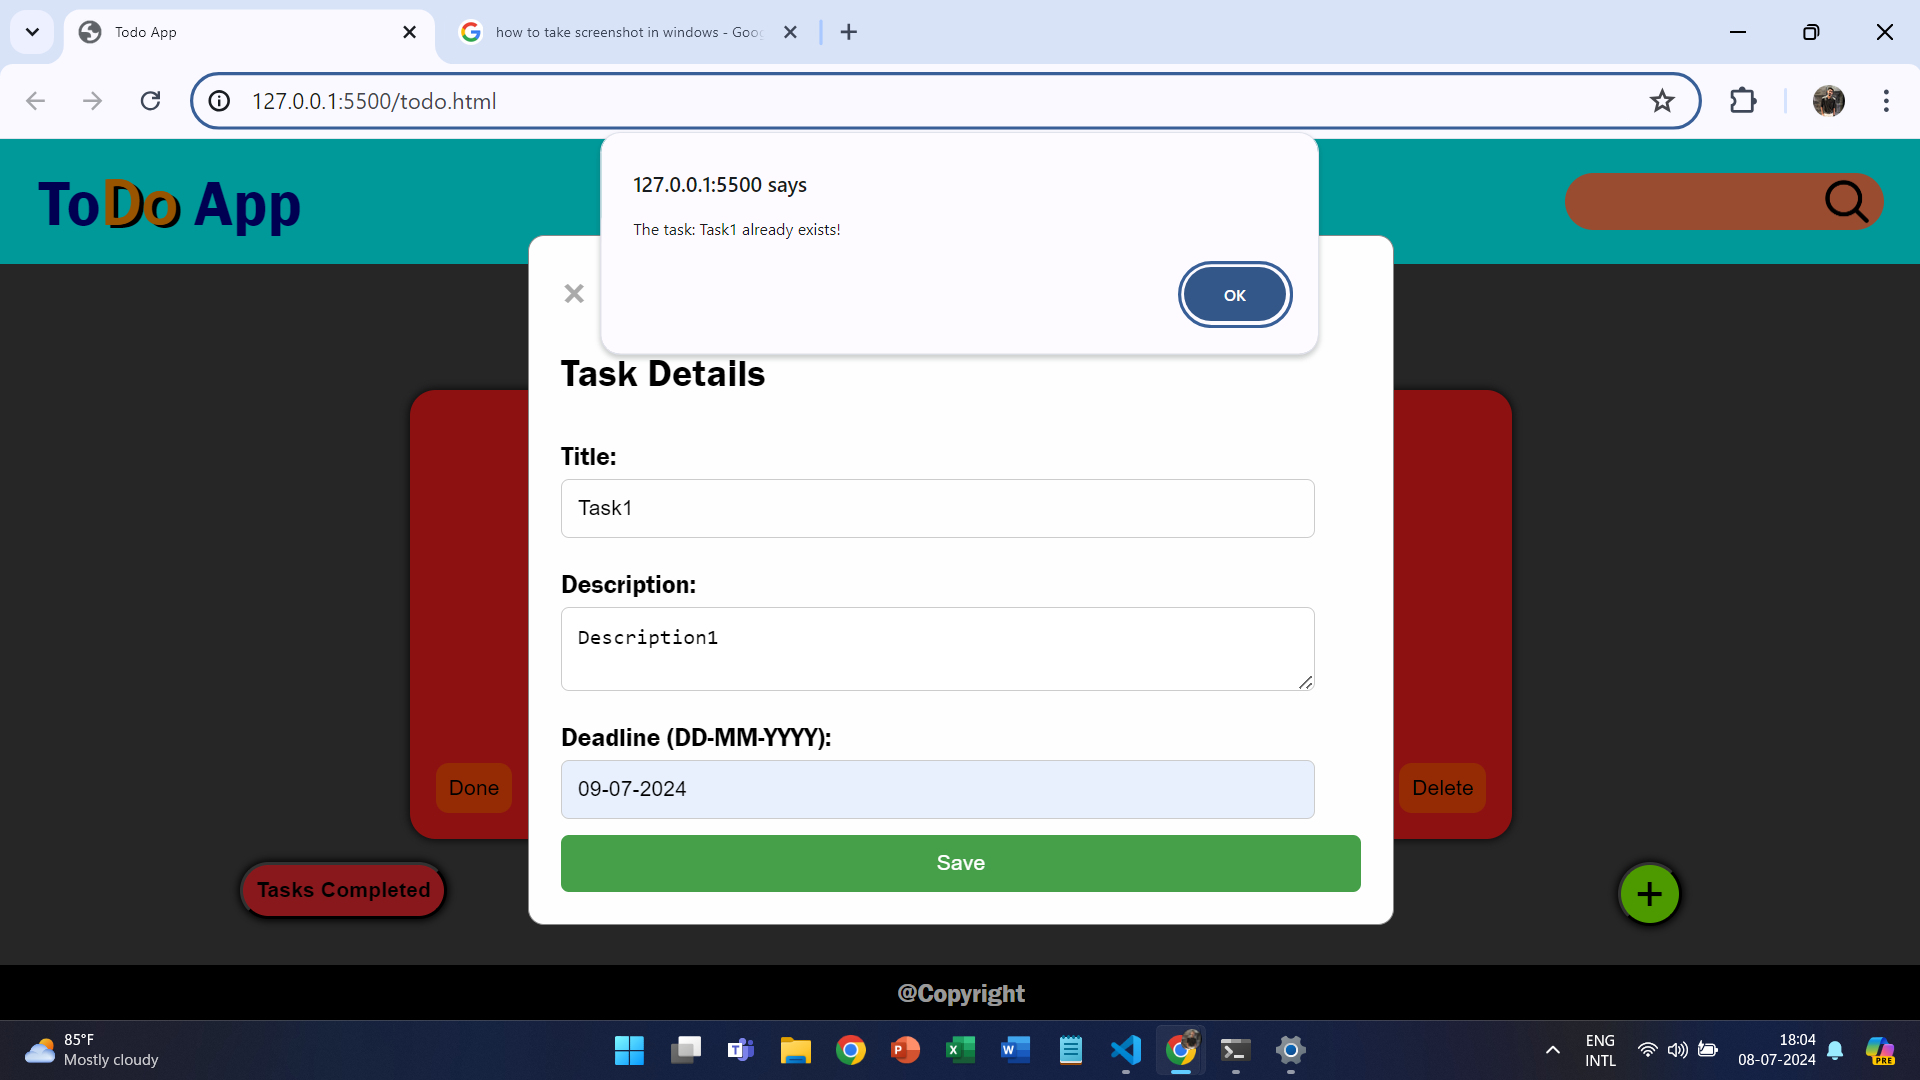 Todo App
how to take screenshot in windows - Goo
127.0.0.1:5500/todo.html
ToDo App
127.0.0.1:5500 says
The task: Task1 already exists!
OK
×
Task Details
Title:
Task1
Description:
Description1
Deadline (DD-MM-YYYY):
09-07-2024
Done
Delete
Save
Tasks Completed
+
@Copyright
85°F
Mostly cloudy
ENG
INTL
18:04
08-07-2024
PRE